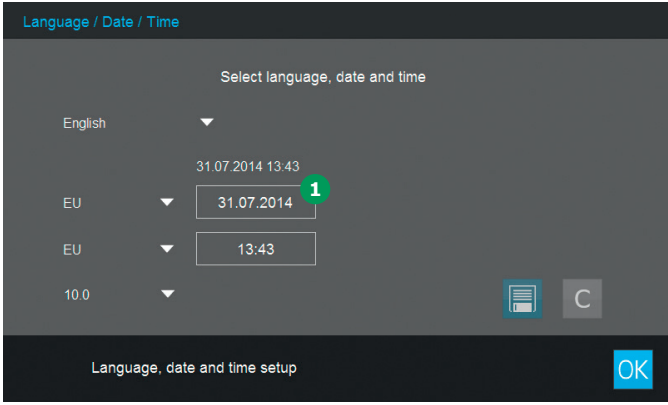 Language / Date / Time
Select language, date and time
English
31.07.2014 13:43
EU 31.07.2014 1
EU 13:43
10.0 C
Language, date and time setup OK